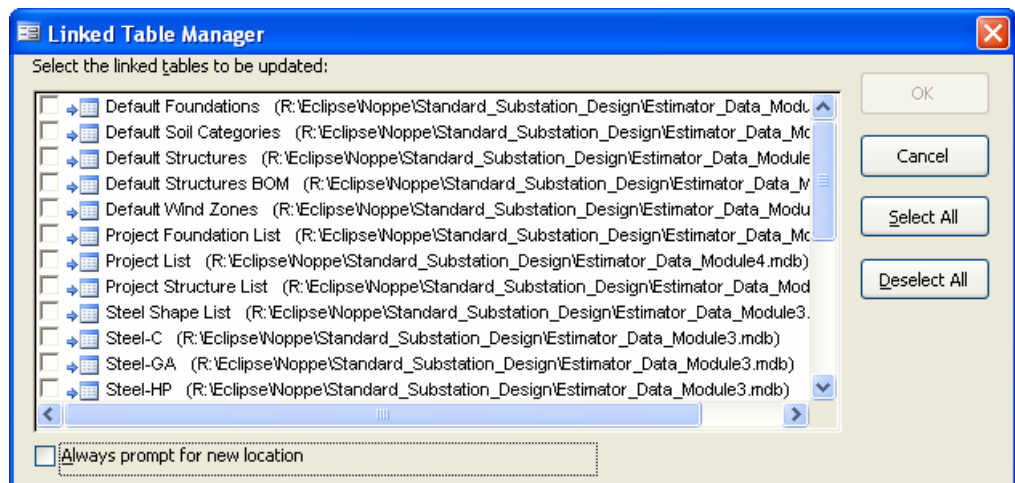 Linked Table Manager
Select the linked tables to be updated:
Default Foundations (R:\Eclipse\Noppe\Standard_Substation_Design\Estimator_Data_Modu
Default Soil Categories (R:\Eclipse\Noppe\Standard_Substation_Design\Estimator_Data_Mo
Default Structures (R:\Eclipse\Noppe\Standard_Substation_Design\Estimator_Data_Module
Default Structures BOM (R:\Eclipse\Noppe\Standard_Substation_Design\Estimator_Data_M
Default Wind Zones (R:\Eclipse\Noppe\Standard_Substation_Design\Estimator_Data_Modu
Project Foundation List (R:\Eclipse\Noppe\Standard_Substation_Design\Estimator_Data_Mo
Project List (R:\Eclipse\Noppe\Standard_Substation_Design\Estimator_Data_Module4.mdb)
Project Structure List (R:\Eclipse\Noppe\Standard_Substation_Design\Estimator_Data_Mod
Steel Shape List (R:\Eclipse\Noppe\Standard_Substation_Design\Estimator_Data_Module3.
Steel-C (R:\Eclipse\Noppe\Standard_Substation_Design\Estimator_Data_Module3.mdb)
Steel-GA (R:\Eclipse\Noppe\Standard_Substation_Design\Estimator_Data_Module3.mdb)
Steel-HP (R:\Eclipse\Noppe\Standard_Substation_Design\Estimator_Data_Module3.mdb)
Always prompt for new location
OK
Cancel
Select All
Deselect All